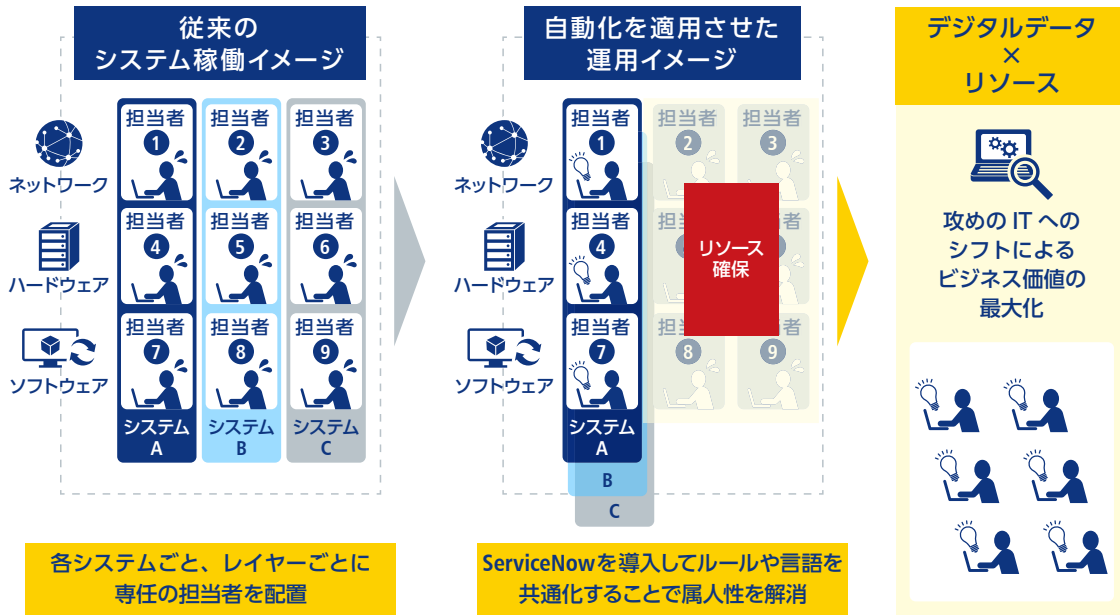 従来の
システム稼働イメージ
ネットワーク
ハードウェア
ソフトウェア
担当者
1
担当者
2
担当者
3
担当者
4
担当者
5
担当者
6
担当者
7
担当者
8
担当者
9
システム
A
システム
B
システム
C
各システムごと、レイヤーごとに
専任の担当者を配置
自動化を適用させた
運用イメージ
ネットワーク
ハードウェア
ソフトウェア
担当者
1
担当者
2
担当者
3
担当者
4
リソース
確保
担当者
7
担当者
8
担当者
9
システム
A
B
C
ServiceNowを導入してルールや言語を
共通化することで属人性を解消
デジタルデータ
×
リソース
攻めの IT への
シフトによる
ビジネス価値の
最大化